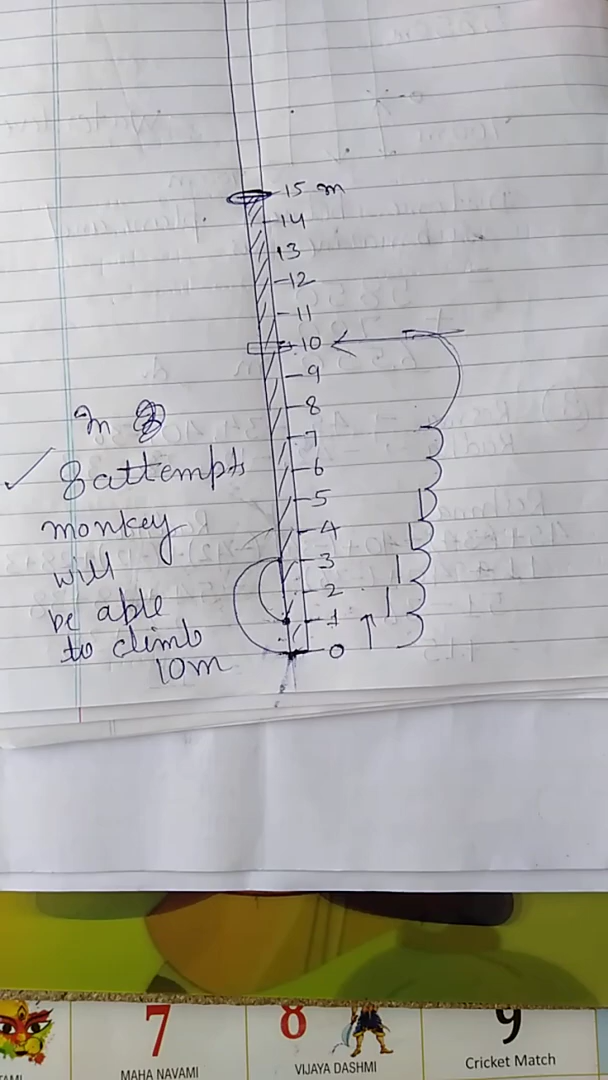 15 m
14
13
12
11
10
9
8
7
6
5
4
3
2
1
0
In
8 attempts
monkey
will
be able
to climb
10m
7
MAHA NAVAMI
8
VIJAYA DASHMI
9
Cricket Match